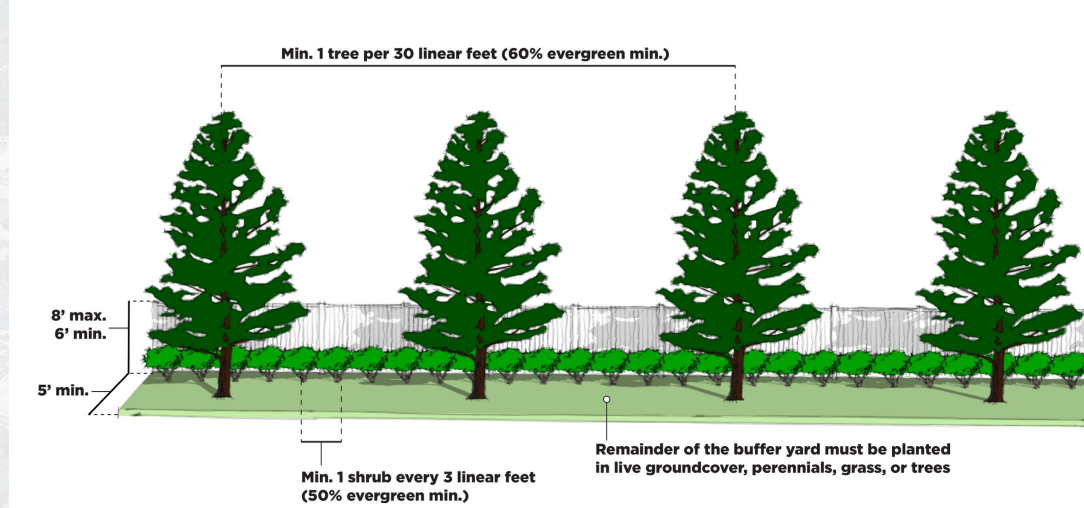 Min. 1 tree per 30 linear feet (60% evergreen min.)
8’ max.
6’ min.
5’ min.
Remainder of the buffer yard must be planted
in live groundcover, perennials, grass, or trees
Min. 1 shrub every 3 linear feet
(50% evergreen min.)